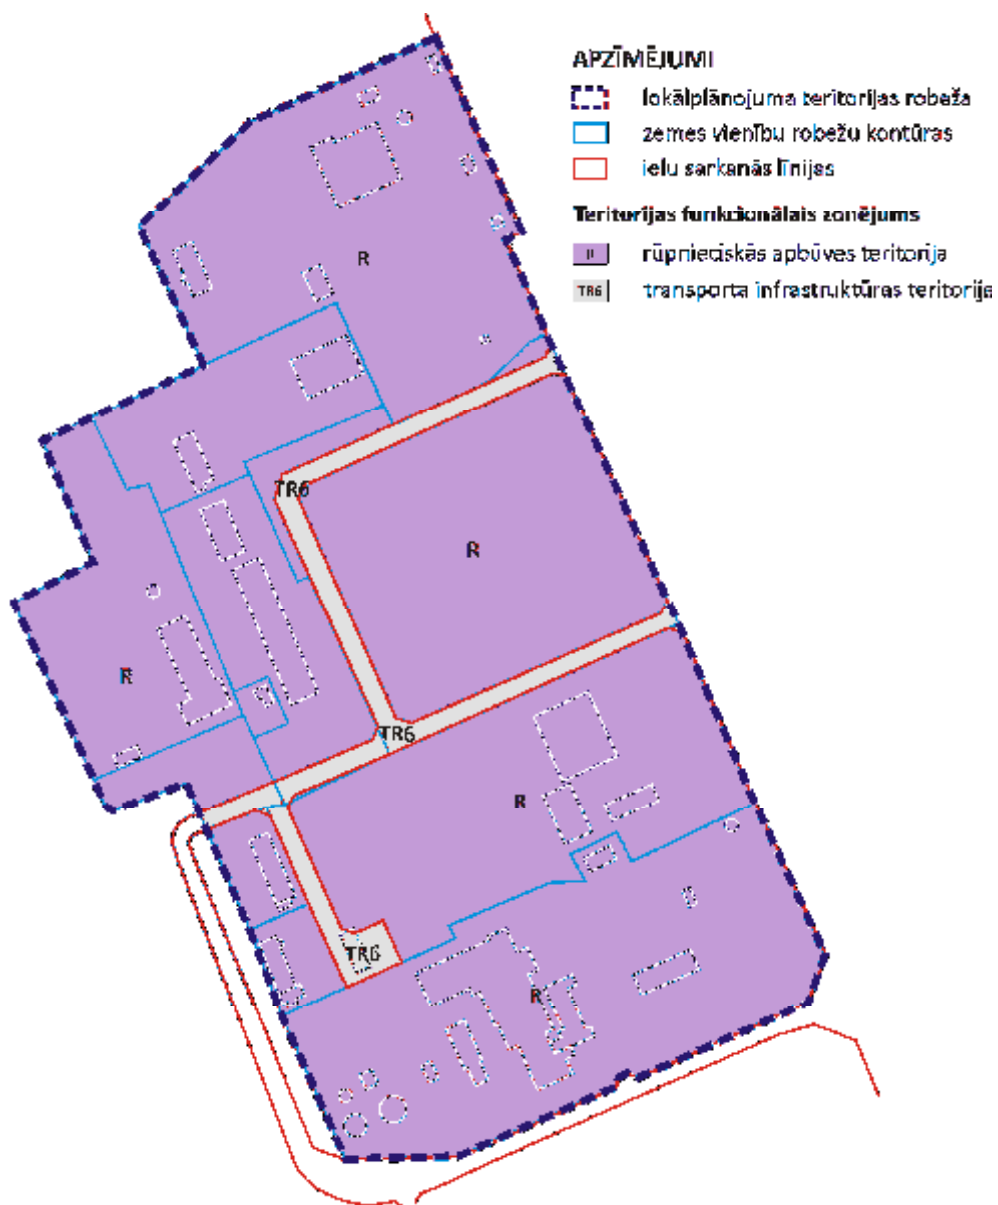 APZĪMĒJUMI
lokālplānojuma teritorijas robeža
zemes vienību robežu kontūras
ielu sarkanās līnijas
Teritorijas funkcionālais zonējums
R rūpnieciskās apbūves teritorija
TR6 transporta infrastruktūras teritorija
R
TR6
R
R
TR6
R
TR6
R